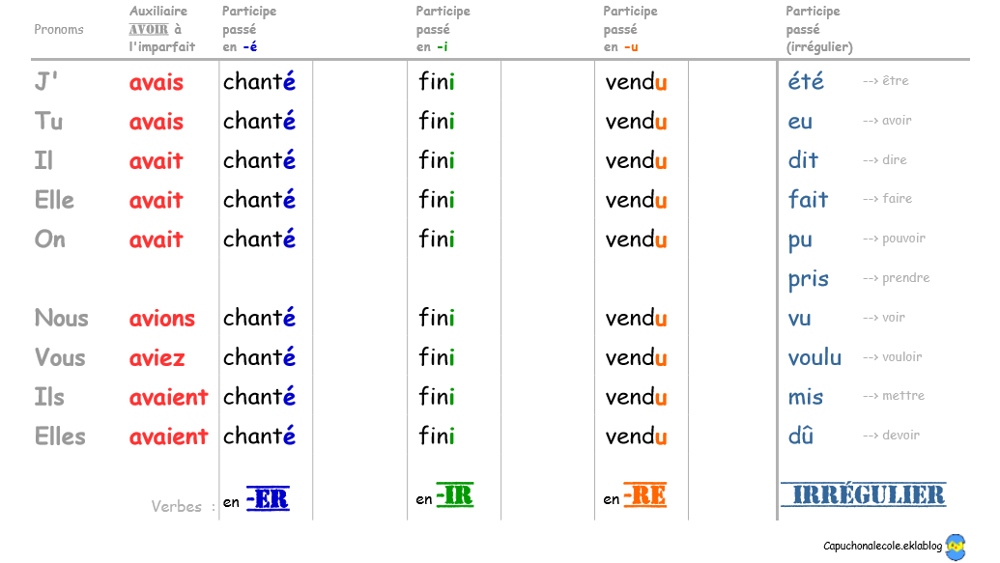 Pronoms
Auxiliaire
AVOIR à
l'imparfait
Participe
passé
en -é
Participe
passé
en -i
Participe
passé
en -u
Participe
passé
(irrégulier)
J' avais chanté fini vendu été --> être
Tu avais chanté fini vendu eu --> avoir
Il avait chanté fini vendu dit --> dire
Elle avait chanté fini vendu fait --> faire
On avait chanté fini vendu pu --> pouvoir
pris --> prendre
Nous avions chanté fini vendu vu --> voir
Vous aviez chanté fini vendu voulu --> vouloir
Ils avaient chanté fini vendu mis --> mettre
Elles avaient chanté fini vendu dû --> devoir
Verbes : en -ER en -IR en -RE IRRÉGULIER
Capuchonalecole.eklablog